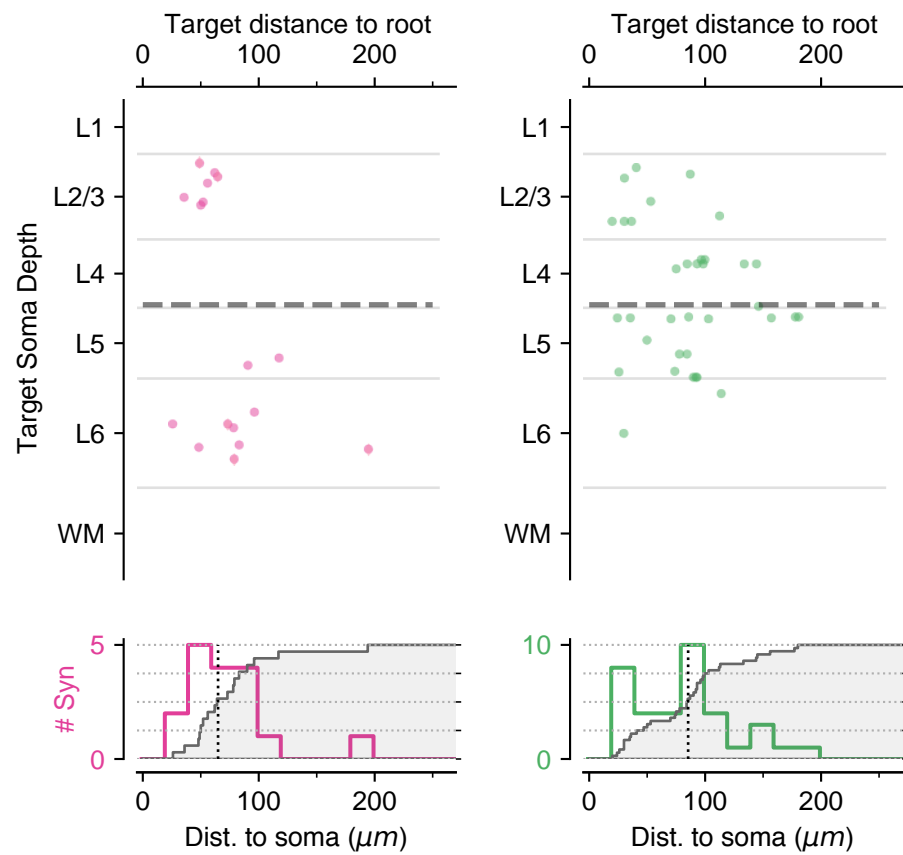 Target distance to root
0 100 200
Target distance to root
0 100 200
Target Soma Depth
L1
L2/3
L4
L5
L6
WM
L1
L2/3
L4
L5
L6
WM
# Syn
5
0
10
0
0 100 200
Dist. to soma (μm)
0 100 200
Dist. to soma (μm)